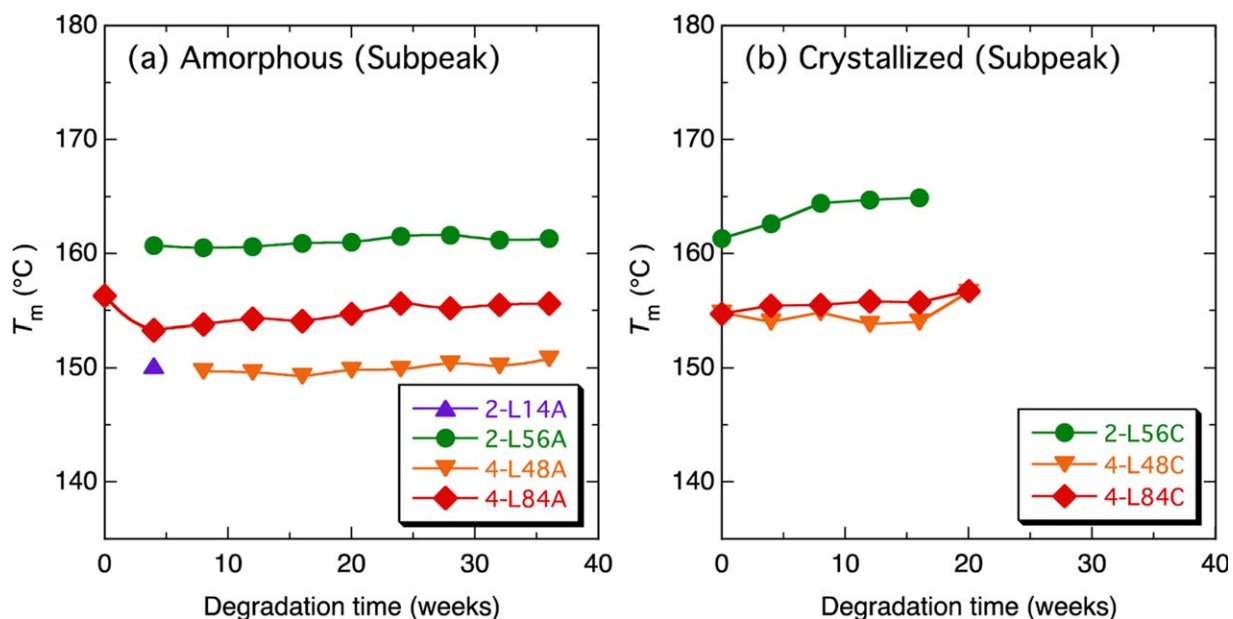 (a) Amorphous (Subpeak)
180
170
160
150
140
Tm (°C)
0 10 20 30 40
Degradation time (weeks)
2-L14A
2-L56A
4-L48A
4-L84A
(b) Crystallized (Subpeak)
180
170
160
150
140
Tm (°C)
0 10 20 30 40
Degradation time (weeks)
2-L56C
4-L48C
4-L84C